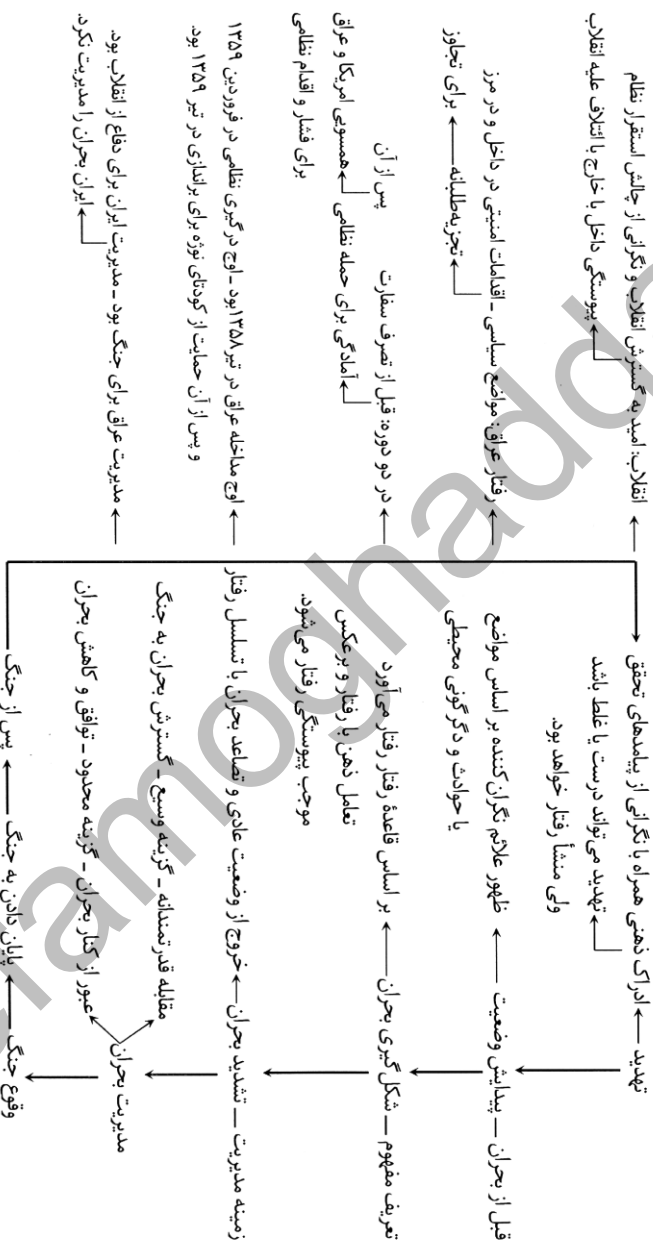 تهدید ← ادراک ذهنی همراه با نگرانی از پیامدهای تحقق
تهدید می‌تواند درست یا غلط باشد
ولی منشأ رفتار خواهد بود.
انقلاب: امید به گسترش انقلاب و نگرانی از چالش استقرار نظام
پیوستگی داخل با خارج با ائتلاف علیه انقلاب
قبل از بحران — پیدایش وضعیت ← ظهور علائم نگران کننده بر اساس مواضع
یا حوادث و دگرگونی محیطی
رفتار عراق: مواضع سیاسی ـ اقدامات امنیتی در داخل و در مرز
تجزیه‌طلبانه ← برای تجاوز
تعریف مفهوم — شکل گیری بحران ← بر اساس قاعدهٔ رفتار رفتار می‌آورد
تعامل ذهن با رفتار و برعکس
موجب پیوستگی رفتار می‌شود.
در دو دوره: قبل از تصرف سفارت پس از آن
آمادگی برای حمله نظامی همسویی امریکا و عراق
برای فشار و اقدام نظامی
زمینه مدیریت — تشدید بحران ← خروج از وضعیت عادی و تصاعد بحران با تسلسل رفتار
اوج مداخله عراق در تیر ۱۳۵۸ بود ـ اوج درگیری نظامی در فروردین ۱۳۵۹
و پس از آن حمایت از کودتای نوژه برای براندازی در تیر ۱۳۵۹ بود.
مدیریت بحران
مقابله قدرتمندانه ـ گزینه وسیع ـ گسترش بحران به جنگ
عبور از کنار بحران ـ گزینه محدود ـ توافق و کاهش بحران
مدیریت عراق برای جنگ بود ـ مدیریت ایران برای دفاع از انقلاب بود.
ایران بحران را مدیریت نکرد.
وقوع جنگ ← پایان دادن به جنگ ← پس از جنگ
iamoghadd